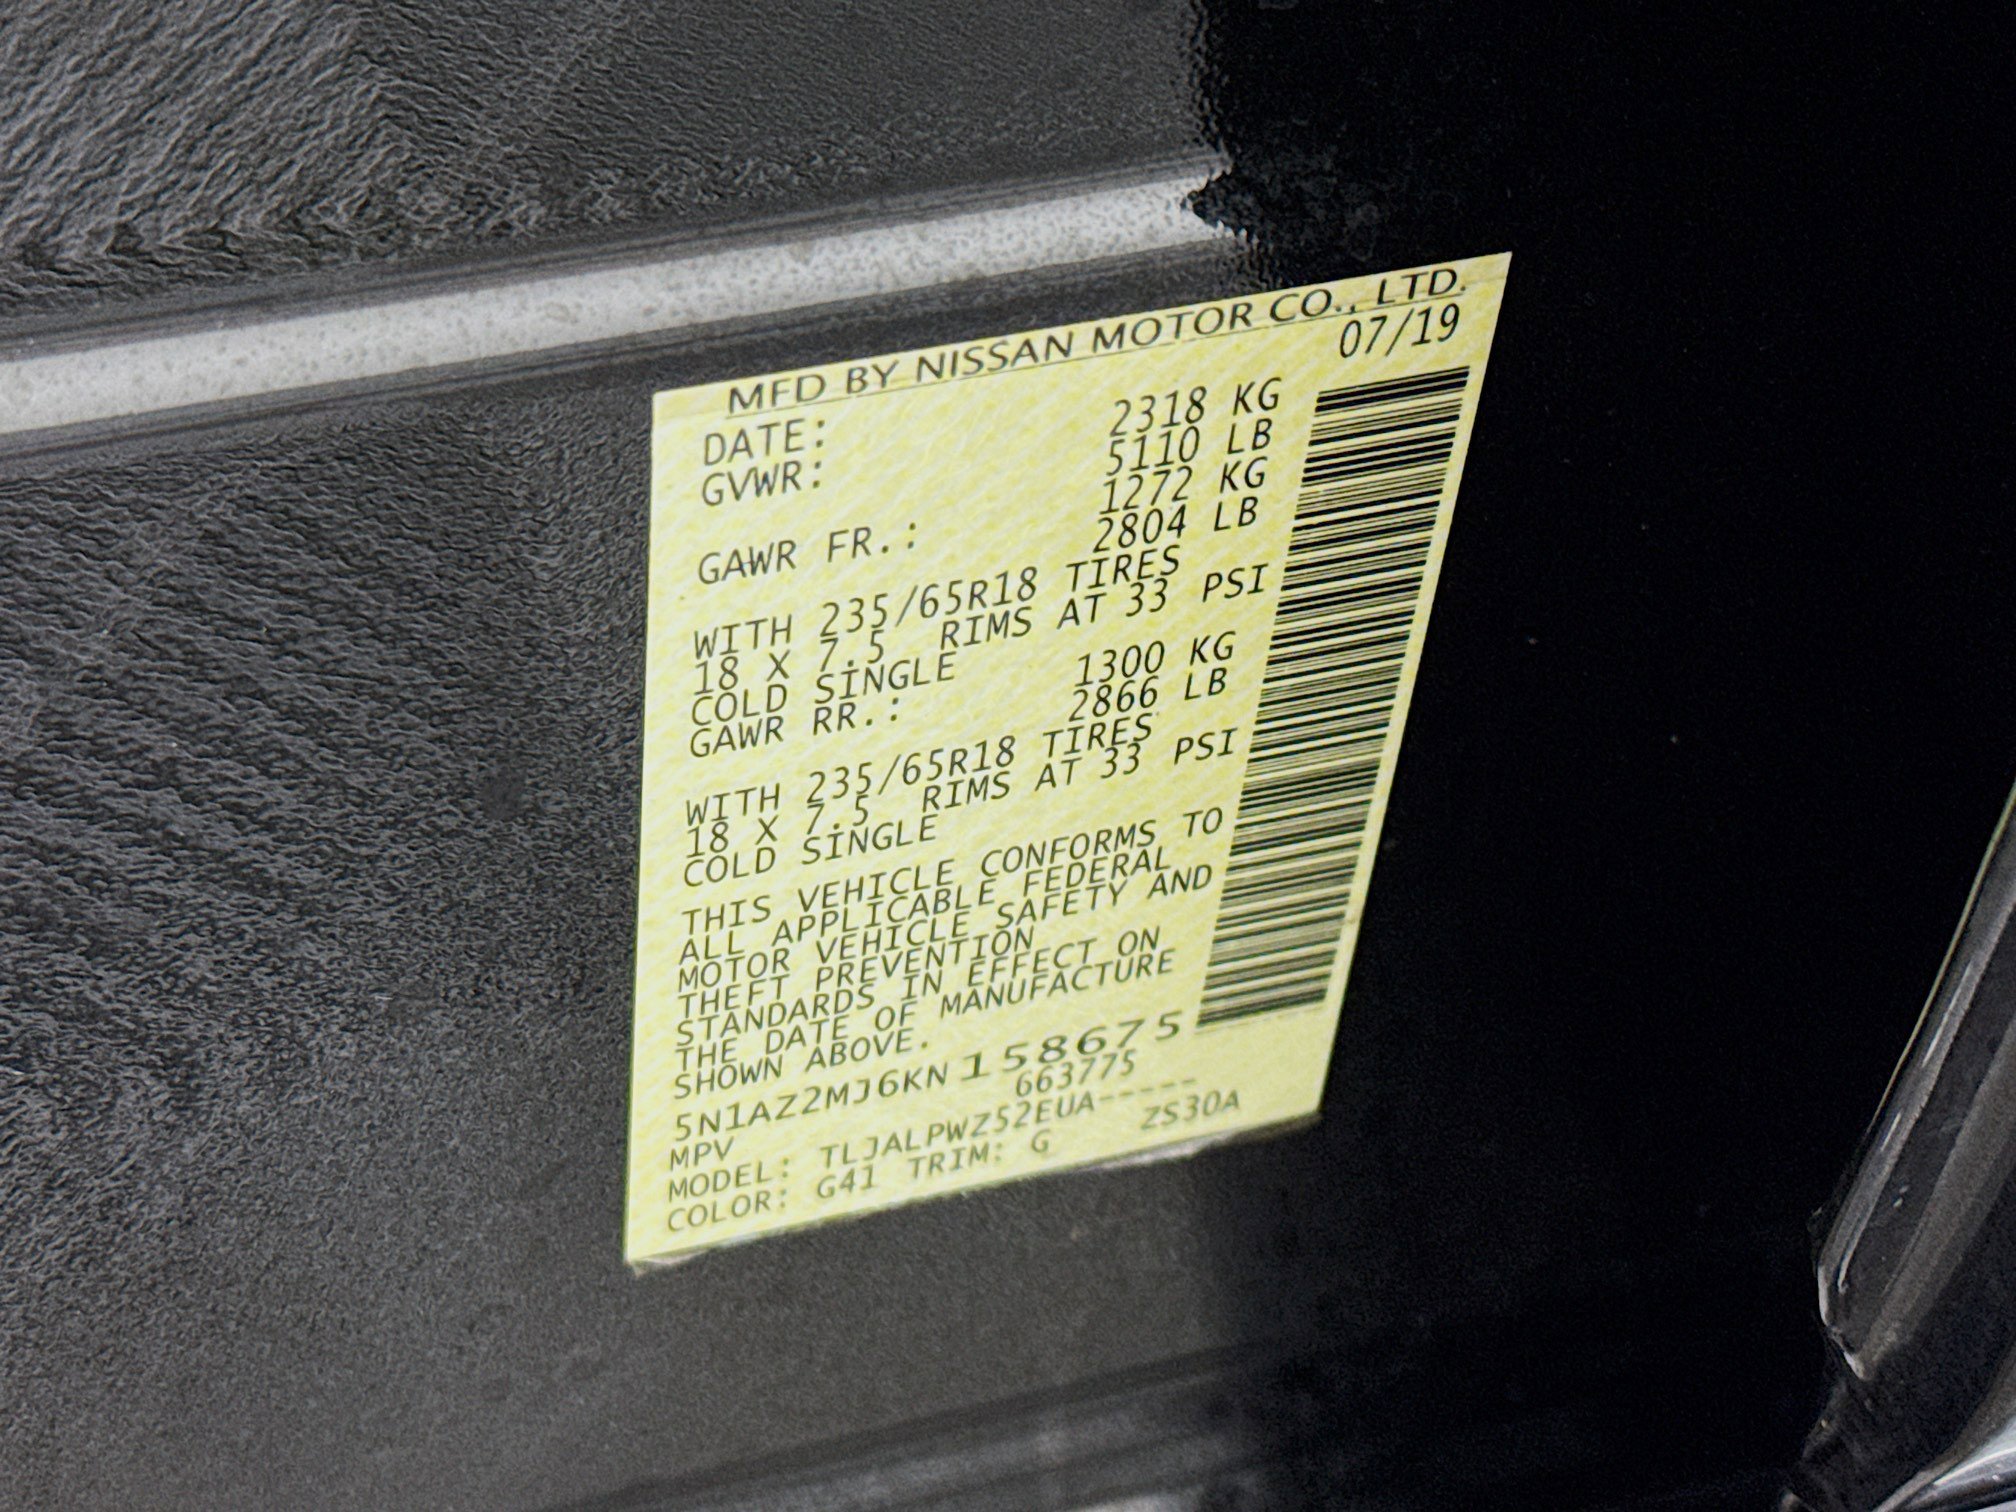 MFD BY NISSAN MOTOR CO., LTD.
DATE: 07/19
GVWR: 2318 KG
5110 LB
GAWR FR.: 1272 KG
2804 LB
WITH 235/65R18 TIRES
18 X 7.5 RIMS AT 33 PSI
COLD SINGLE
GAWR RR.: 1300 KG
2866 LB
WITH 235/65R18 TIRES
18 X 7.5 RIMS AT 33 PSI
COLD SINGLE
THIS VEHICLE CONFORMS TO
ALL APPLICABLE FEDERAL
MOTOR VEHICLE SAFETY AND
THEFT PREVENTION
STANDARDS IN EFFECT ON
THE DATE OF MANUFACTURE
SHOWN ABOVE.
5N1AZ2MJ6KN158675
MPV 663775
MODEL: TLJALPWZ52EUA-----
COLOR: G41 TRIM: G ZS30A